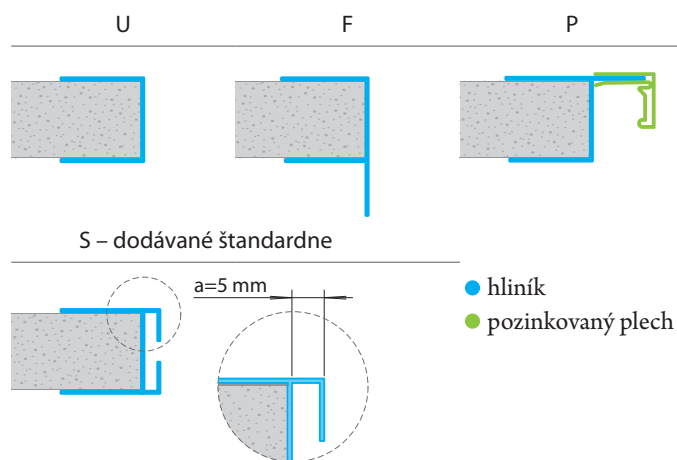 U
F
P
S – dodávané štandardne
a=5 mm
hliník
pozinkovaný plech